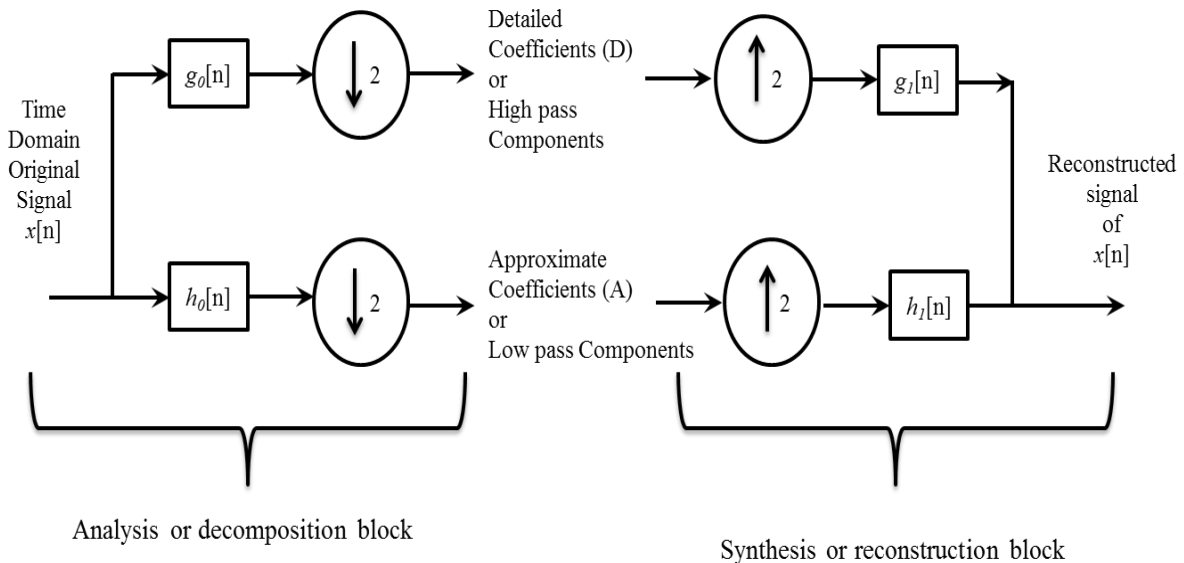 Time
Domain
Original
Signal
x[n]
g₀[n]
2
Detailed
Coefficients (D)
or
High pass
Components
2
g₁[n]
h₀[n]
2
Approximate
Coefficients (A)
or
Low pass Components
2
h₁[n]
Reconstructed
signal
of
x[n]
Analysis or decomposition block
Synthesis or reconstruction block